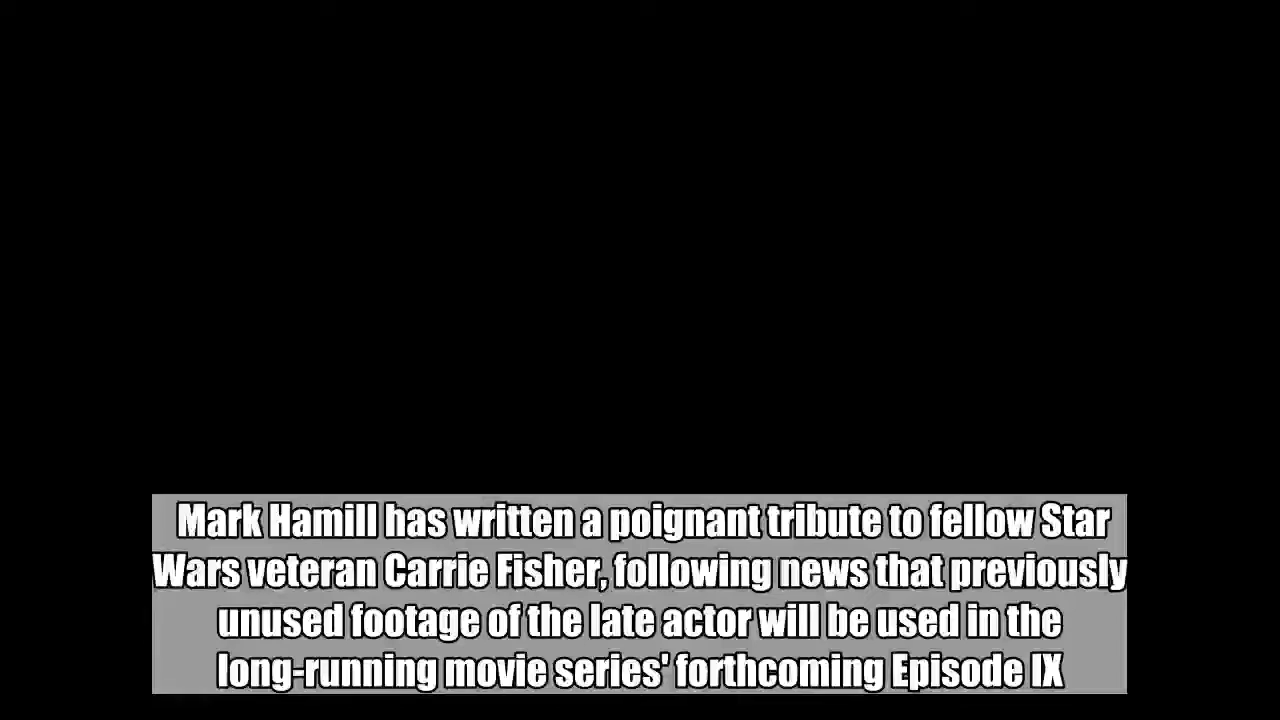 Mark Hamill has written a poignant tribute to fellow Star
Wars veteran Carrie Fisher, following news that previously
unused footage of the late actor will be used in the
long-running movie series' forthcoming Episode IX